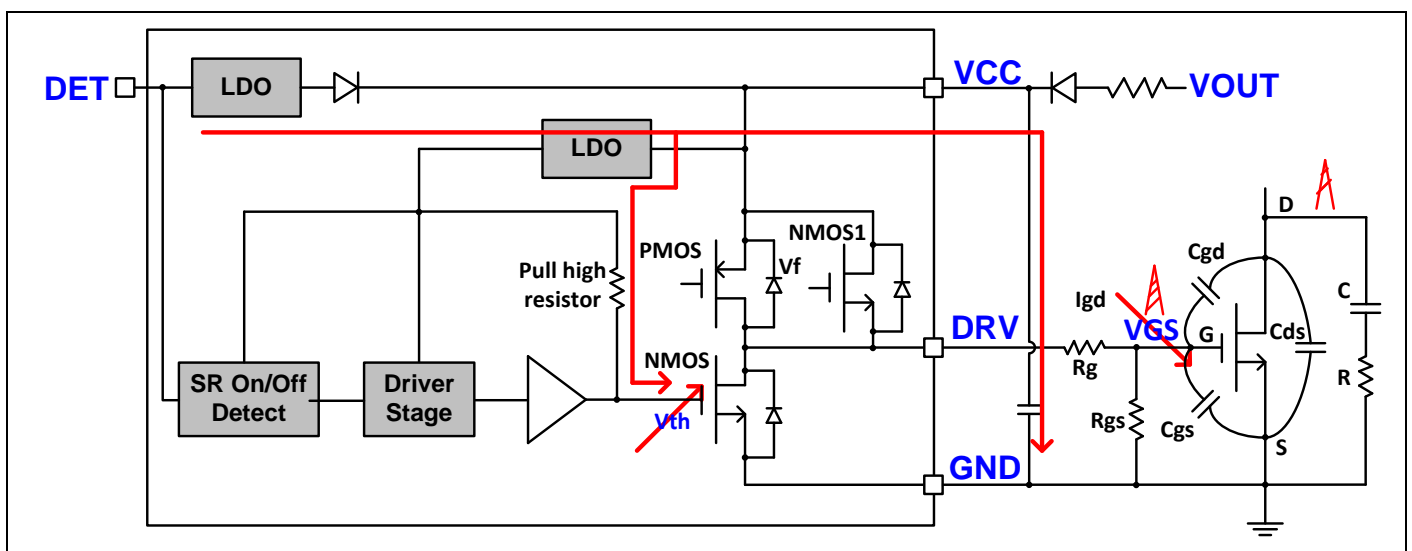 DET
LDO
VCC
VOUT
LDO
D
PMOS
NMOS1
Vf
Cgd
Pull high
resistor
Igd
C
DRV
VGS
G
Cds
Rg
NMOS
SR On/Off
Detect
Driver
Stage
R
Vth
Rgs
Cgs
S
GND